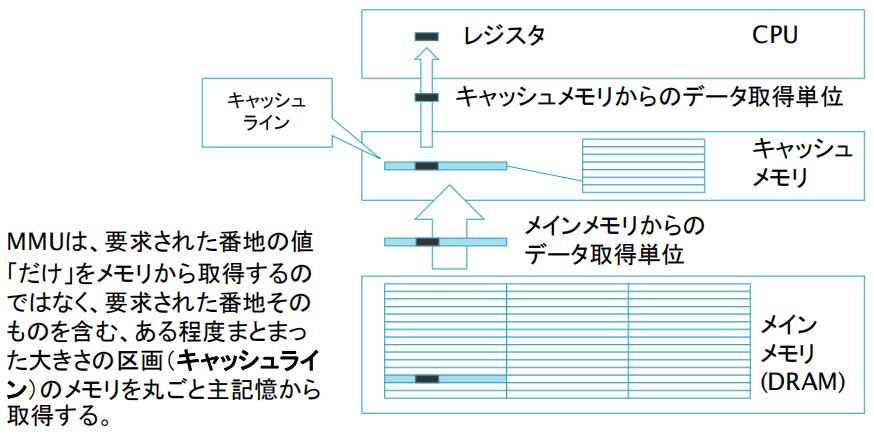 レジスタ
CPU
キャッシュメモリからのデータ取得単位
キャッシュ
ライン
キャッシュ
メモリ
メインメモリからの
データ取得単位
MMUは、要求された番地の値
「だけ」をメモリから取得するの
ではなく、要求された番地その
ものを含む、ある程度まとまっ
た大きさの区画(キャッシュライ
ン)のメモリを丸ごと主記憶から
取得する。
メイン
メモリ
(DRAM)